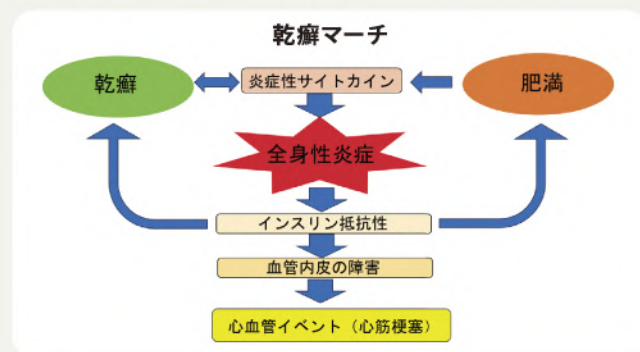 乾癬マーチ
乾癬
炎症性サイトカイン
肥満
全身性炎症
インスリン抵抗性
血管内皮の障害
心血管イベント（心筋梗塞）